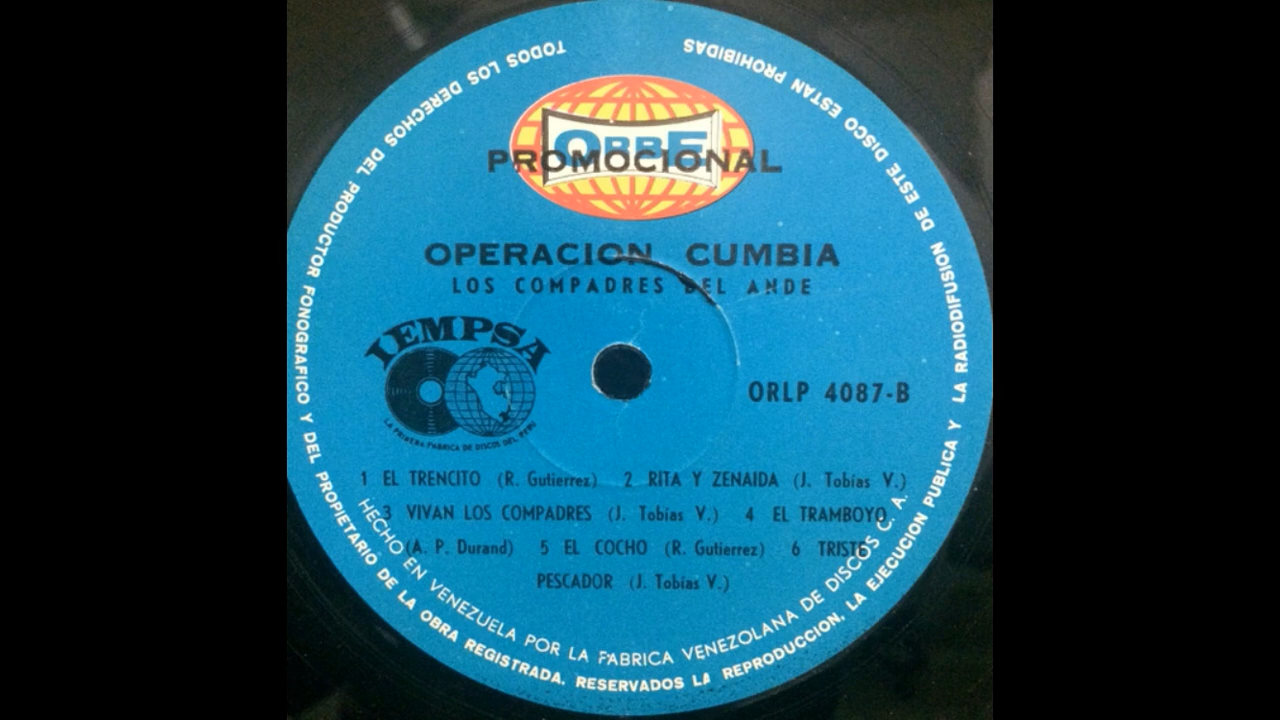 ORBE
PROMOCIONAL
OPERACION CUMBIA
LOS COMPADRES DEL ANDE
IEMPSA
LA PRIMERA FABRICA DE DISCOS DEL PERU
ORLP 4087-B
1 EL TRENCITO (R. Gutierrez) 2 RITA Y ZENAIDA (J. Tobias V.)
3 VIVAN LOS COMPADRES (J. Tobias V.) 4 EL TRAMBOYO
(A. P. Durand) 5 EL COCHO (R. Gutierrez) 6 TRISTE
PESCADOR (J. Tobias V.)
HECHO EN VENEZUELA POR LA FABRICA VENEZOLANA DE DISCOS C. A.
TODOS LOS DERECHOS DEL PRODUCTOR FONOGRAFICO Y DEL PROPIETARIO DE LA OBRA REGISTRADA. RESERVADOS LA REPRODUCCION, LA EJECUCION PUBLICA Y LA RADIODIFUSION DE ESTE DISCO ESTAN PROHIBIDAS